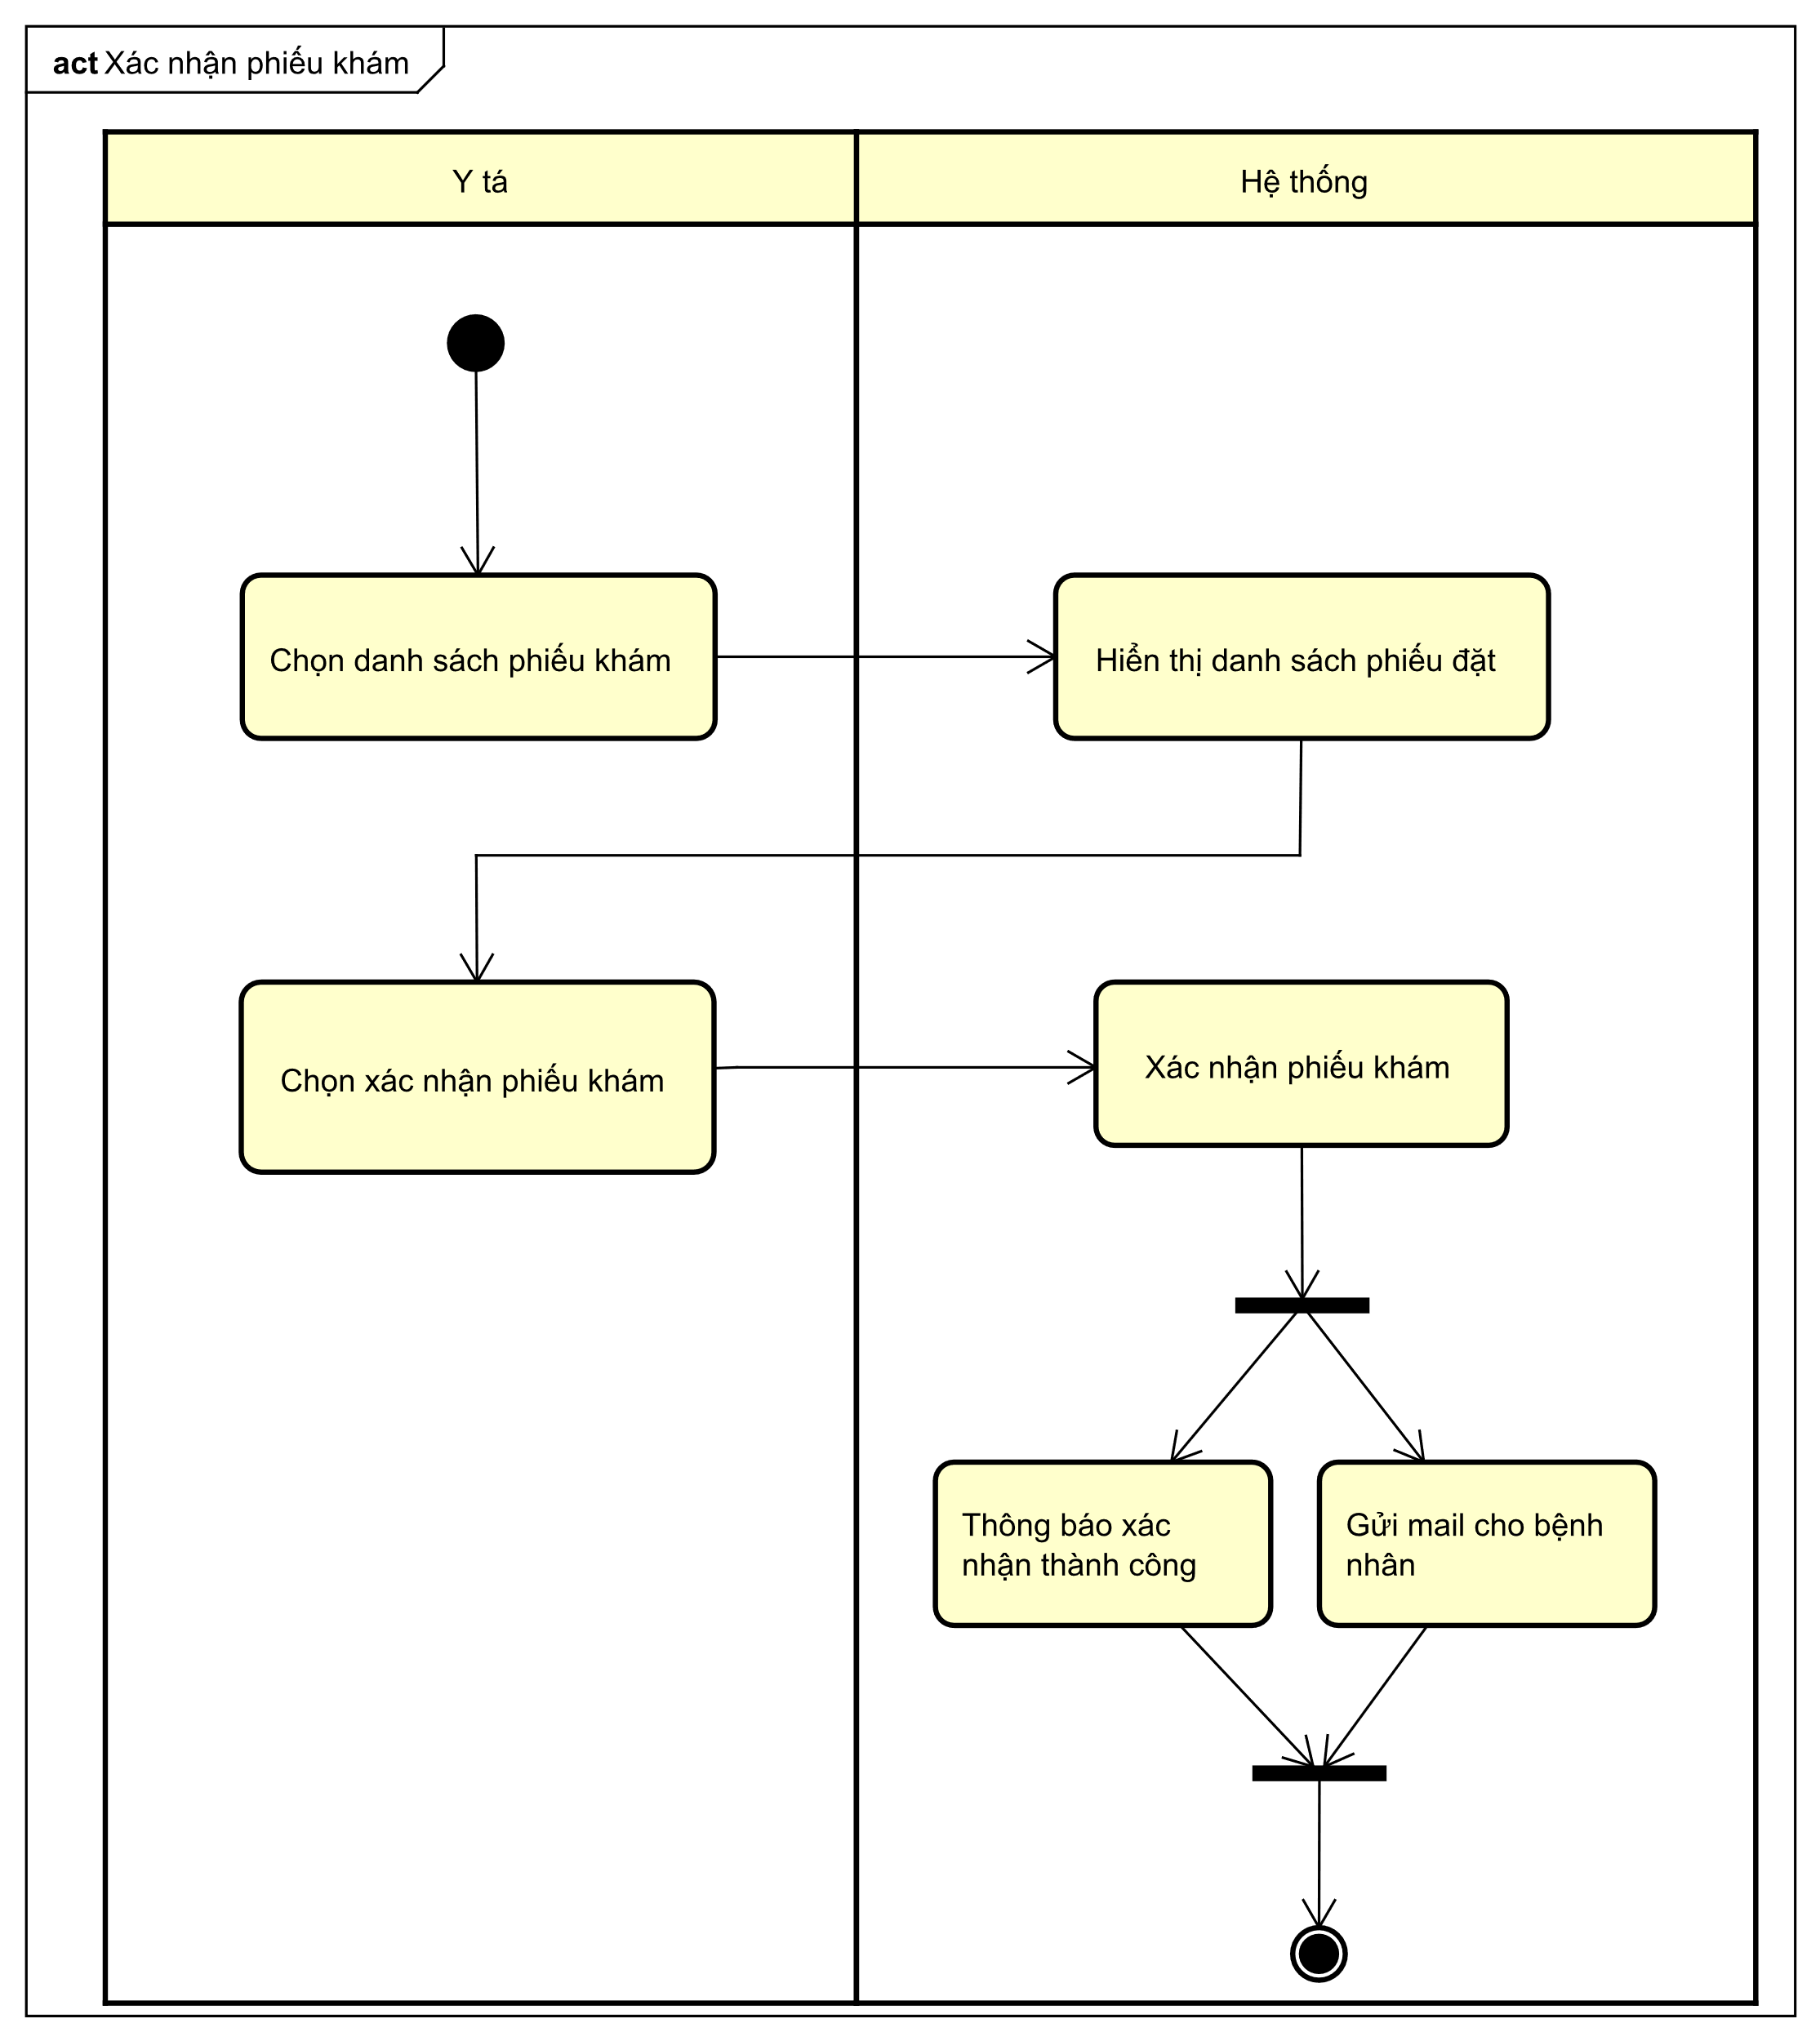 act Xác nhận phiếu khám
Y tá
Hệ thống
Chọn danh sách phiếu khám
Hiển thị danh sách phiếu đặt
Chọn xác nhận phiếu khám
Xác nhận phiếu khám
Thông báo xác
nhận thành công
Gửi mail cho bệnh
nhân